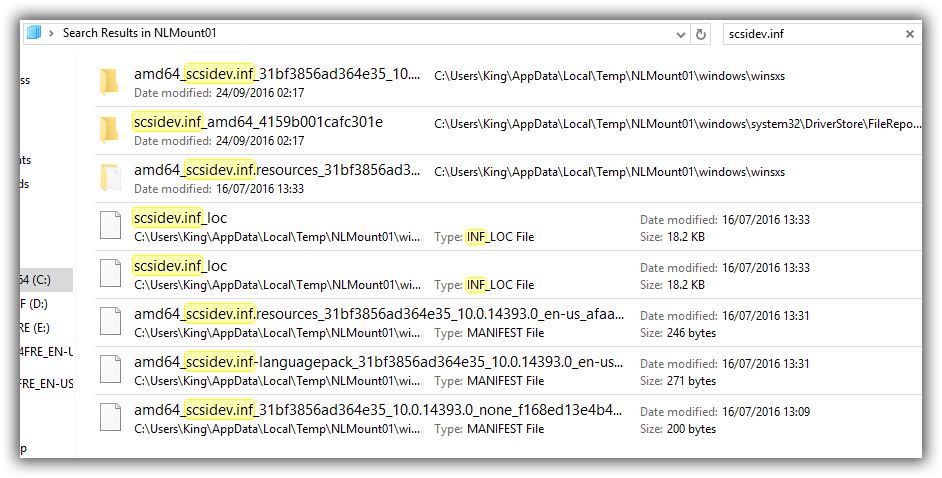 Search Results in NLMount01
scsidev.inf
amd64_scsidev.inf_31bf3856ad364e35_10....
C:\Users\King\AppData\Local\Temp\NLMount01\windows\winsxs
Date modified: 24/09/2016 02:17
scsidev.inf_amd64_4159b001cafc301e
C:\Users\King\AppData\Local\Temp\NLMount01\windows\system32\DriverStore\FileRepo...
Date modified: 24/09/2016 02:17
amd64_scsidev.inf.resources_31bf3856ad3...
C:\Users\King\AppData\Local\Temp\NLMount01\windows\winsxs
Date modified: 16/07/2016 13:33
scsidev.inf_loc
Date modified: 16/07/2016 13:33
C:\Users\King\AppData\Local\Temp\NLMount01\wi...
Type: INF_LOC File
Size: 18.2 KB
scsidev.inf_loc
Date modified: 16/07/2016 13:33
C:\Users\King\AppData\Local\Temp\NLMount01\wi...
Type: INF_LOC File
Size: 18.2 KB
amd64_scsidev.inf.resources_31bf3856ad364e35_10.0.14393.0_en-us_afaa...
Date modified: 16/07/2016 13:31
C:\Users\King\AppData\Local\Temp\NLMount01\wi...
Type: MANIFEST File
Size: 246 bytes
amd64_scsidev.inf-languagepack_31bf3856ad364e35_10.0.14393.0_en-us...
Date modified: 16/07/2016 13:31
C:\Users\King\AppData\Local\Temp\NLMount01\wi...
Type: MANIFEST File
Size: 271 bytes
amd64_scsidev.inf_31bf3856ad364e35_10.0.14393.0_none_f168ed13e4b4...
Date modified: 16/07/2016 13:09
C:\Users\King\AppData\Local\Temp\NLMount01\wi...
Type: MANIFEST File
Size: 200 bytes
ss
nts
ds
64 (C:)
F (D:)
RE (E:)
4FRE_EN-U
FRE_EN-US
p